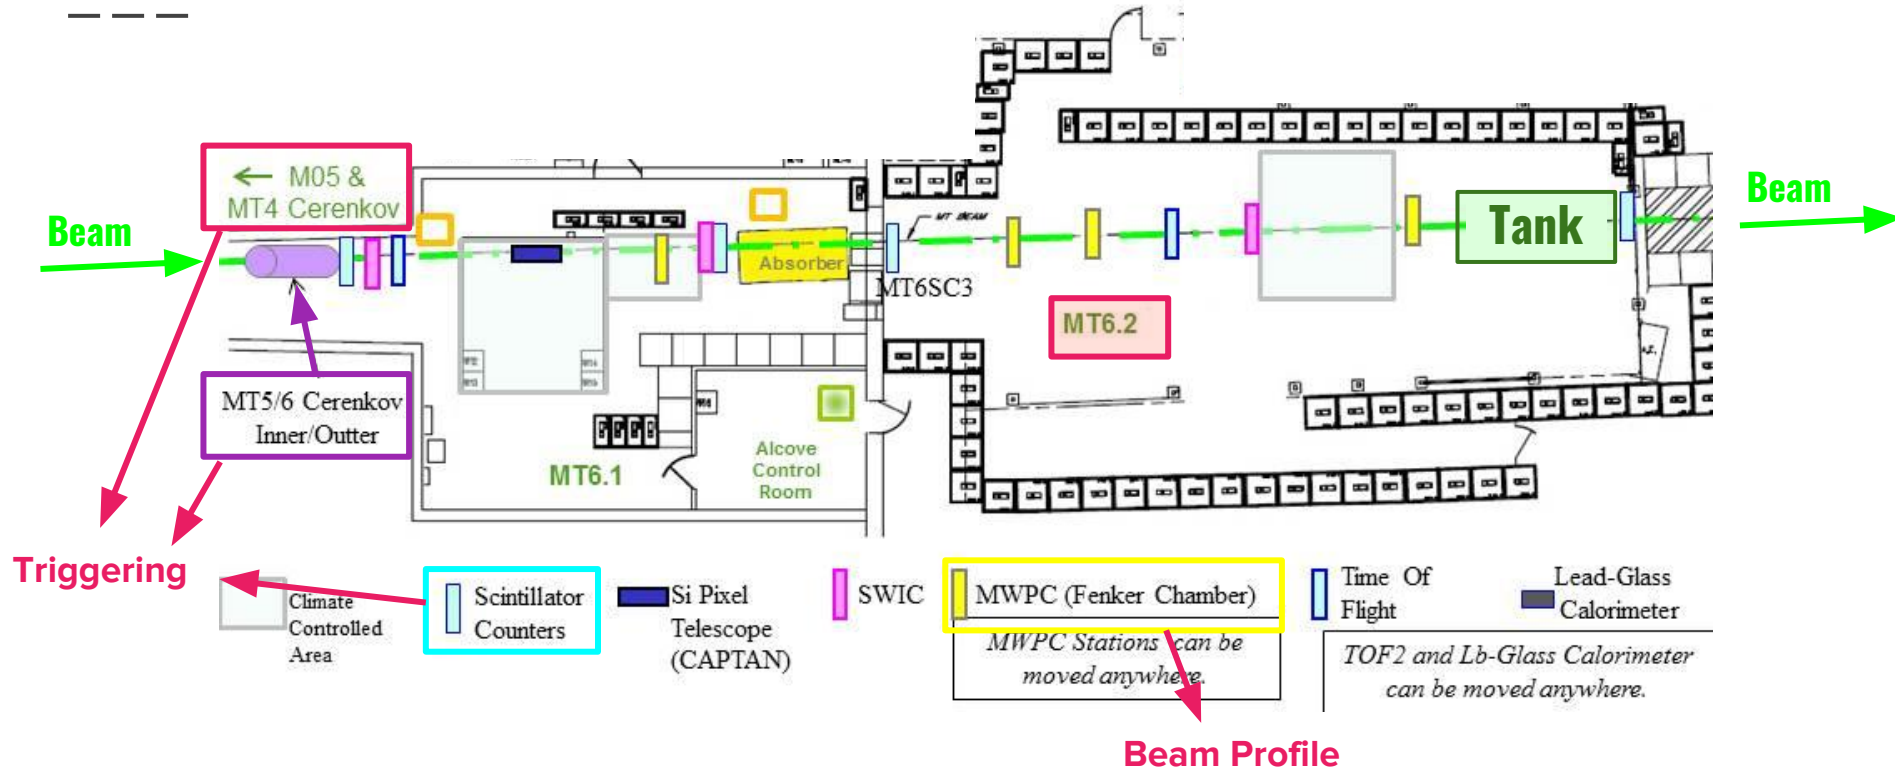 ← M05 &
MT4 Cerenkov
Beam
Beam
MT BEAM
Tank
Absorber
MT6SC3
MT6.2
MT5/6 Cerenkov
Inner/Outter
MT6.1
Alcove
Control
Room
Triggering
Climate
Controlled
Area
Scintillator
Counters
Si Pixel
Telescope
(CAPTAN)
SWIC
MWPC (Fenker Chamber)
MWPC Stations can be
moved anywhere.
Time Of
Flight
Lead-Glass
Calorimeter
TOF2 and Lb-Glass Calorimeter
can be moved anywhere.
Beam Profile